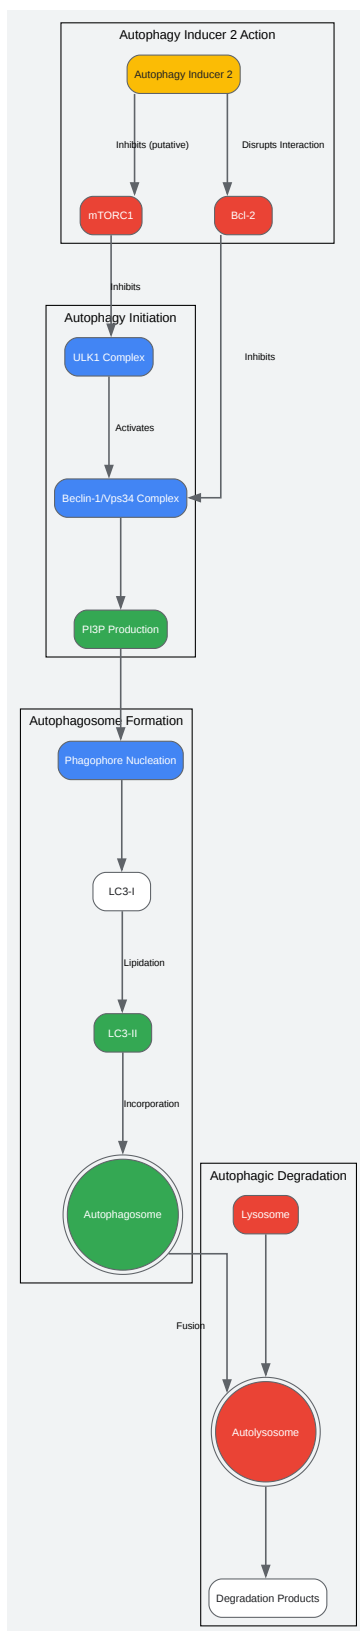 Autophagy Inducer 2 Action
Autophagy Inducer 2
Inhibits (putative)
Disrupts Interaction
mTORC1
Bcl-2
Inhibits
Autophagy Initiation
ULK1 Complex
Inhibits
Activates
Beclin-1/Vps34 Complex
PI3P Production
Autophagosome Formation
Phagophore Nucleation
LC3-I
Lipidation
LC3-II
Incorporation
Autophagic Degradation
Autophagosome
Lysosome
Fusion
Autolysosome
Degradation Products